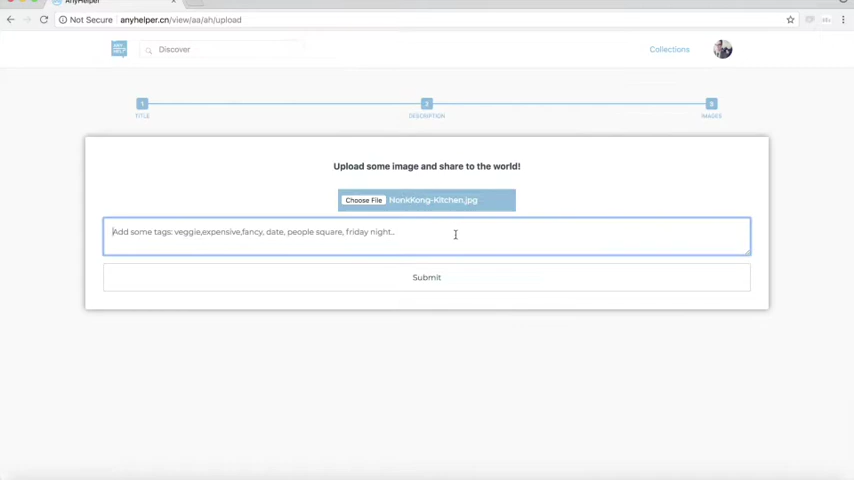 AnyHelper
Not Secure
anyhelper.cn/view/aa/ah/upload
Discover
Collections
1
2
3
TITLE
DESCRIPTION
IMAGES
Upload some image and share to the world!
Choose File NonkKong-Kitchan.jpg
Add some tags: veggie,expensive,fancy, date, people square, friday night..
Submit